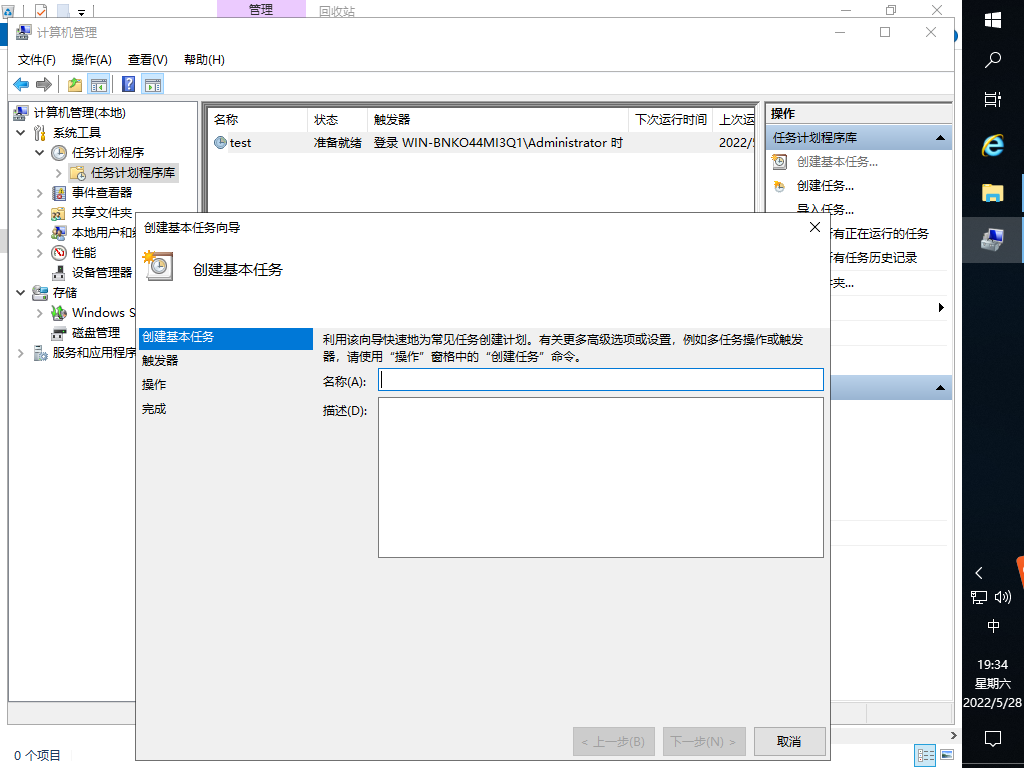 管理
回收站
计算机管理
文件(F) 操作(A) 查看(V) 帮助(H)
计算机管理(本地)
系统工具
任务计划程序
任务计划程序库
事件查看器
共享文件夹
本地用户和
性能
设备管理器
存储
Windows S
磁盘管理
服务和应用程序
名称 状态 触发器 下次运行时间 上次运
test 准备就绪 登录 WIN-BNKO44MI3Q1\Administrator 时 2022/
操作
任务计划程序库
创建基本任务...
创建任务...
导入任务...
有正在运行的任务
有任务历史记录
夹...
创建基本任务向导
创建基本任务
创建基本任务
触发器
操作
完成
利用该向导快速地为常见任务创建计划。有关更多高级选项或设置，例如多任务操作或触发
器，请使用“操作”窗格中的“创建任务”命令。
名称(A):
描述(D):
< 上一步(B) 下一步(N) > 取消
0 个项目
中
19:34
星期六
2022/5/28